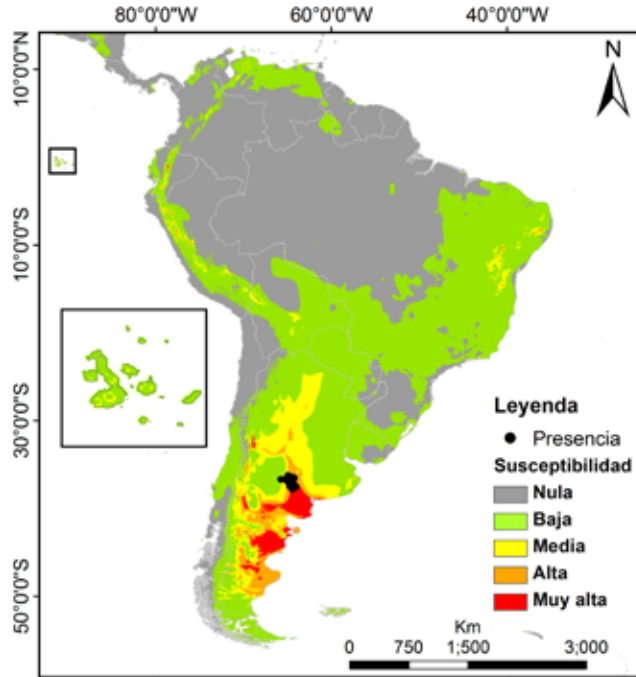 80°0'0"W 60°0'0"W 40°0'0"W
10°0'0"N
N
10°0'0"S
30°0'0"S
50°0'0"S
Leyenda
Presencia
Susceptibilidad
Nula
Baja
Media
Alta
Muy alta
Km
0 750 1;500 3;000